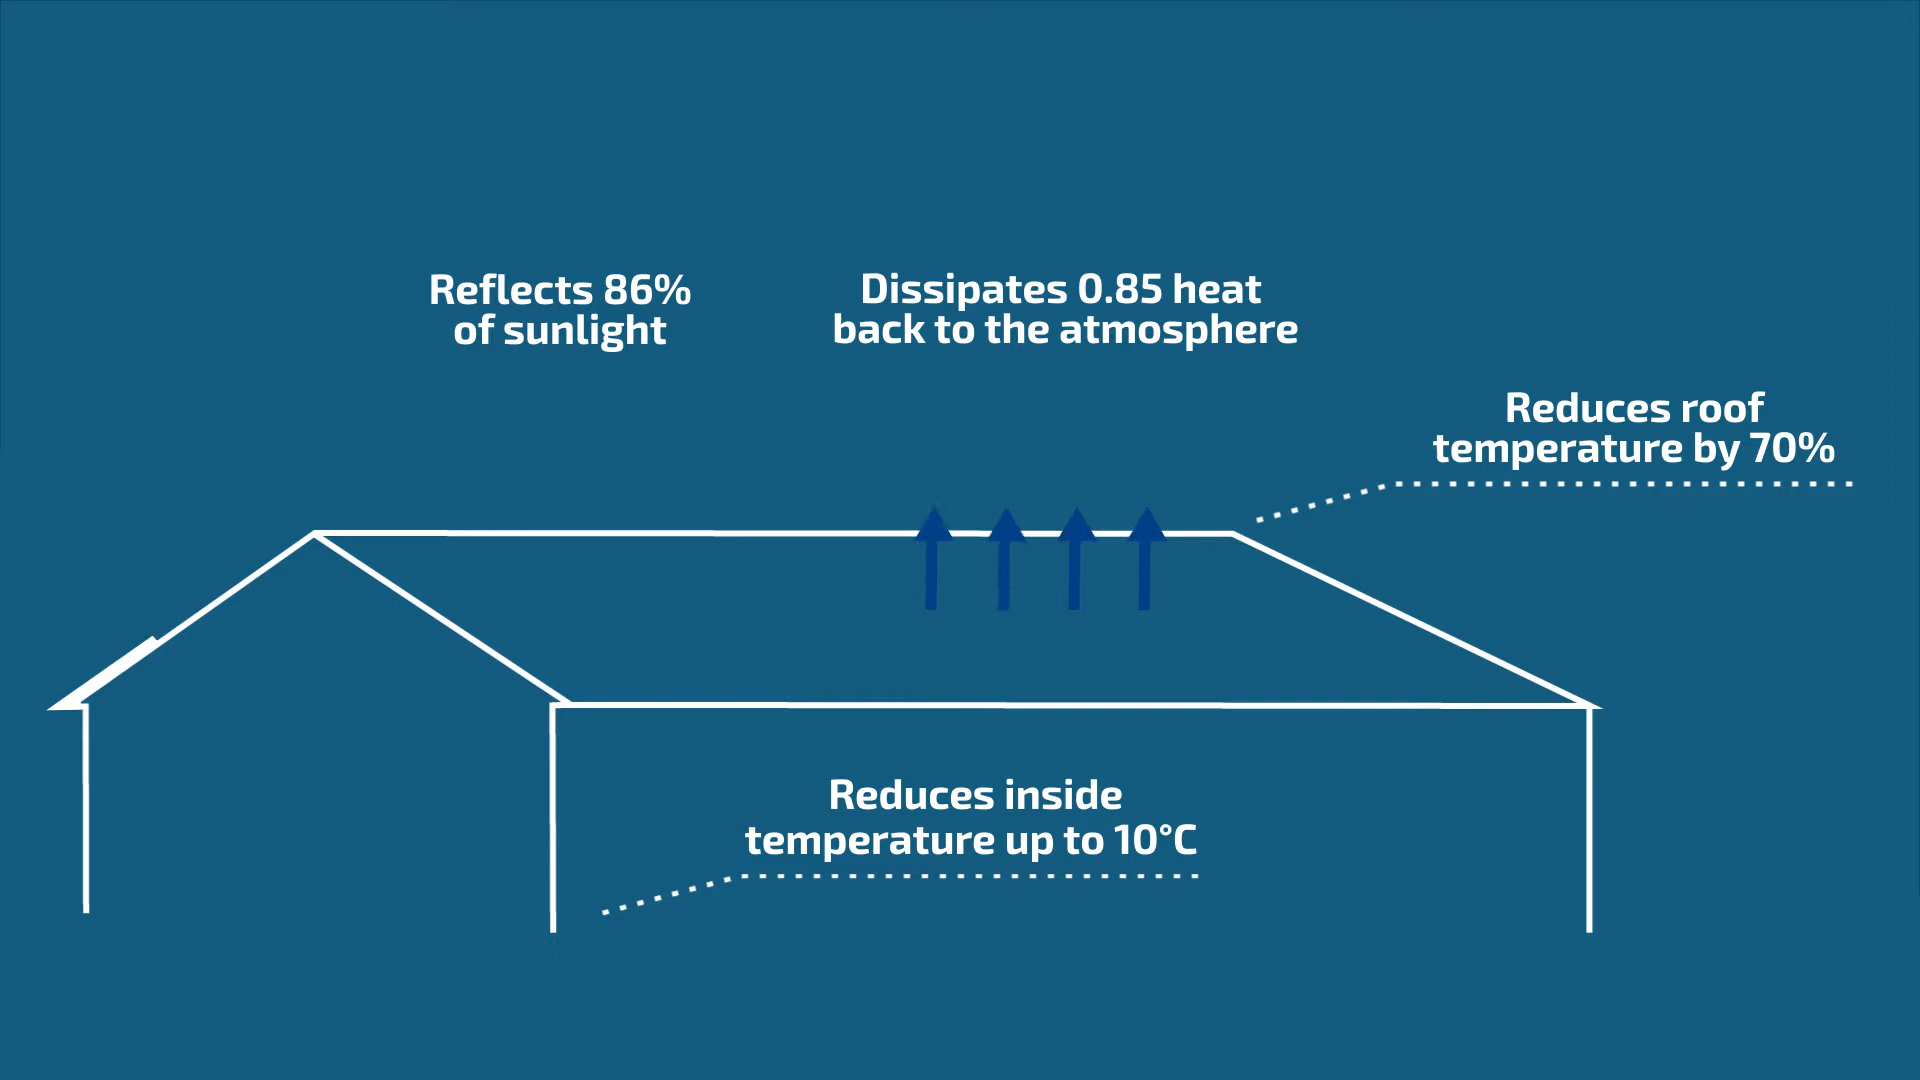 Reflects 86%
of sunlight
Dissipates 0.85 heat
back to the atmosphere
Reduces roof
temperature by 70%
Reduces inside
temperature up to 10°C